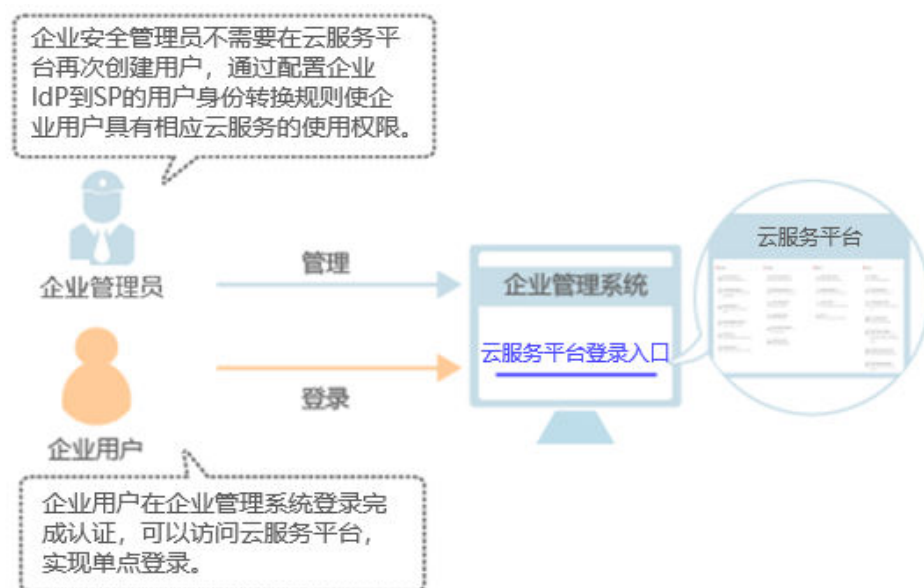 企业安全管理员不需要在云服务平
台再次创建用户，通过配置企业
IdP到SP的用户身份转换规则使企
业用户具有相应云服务的使用权限。
云服务平台
管理
企业管理员
企业管理系统
云服务平台登录入口
登录
企业用户
企业用户在企业管理系统登录完
成认证，可以访问云服务平台，
实现单点登录。